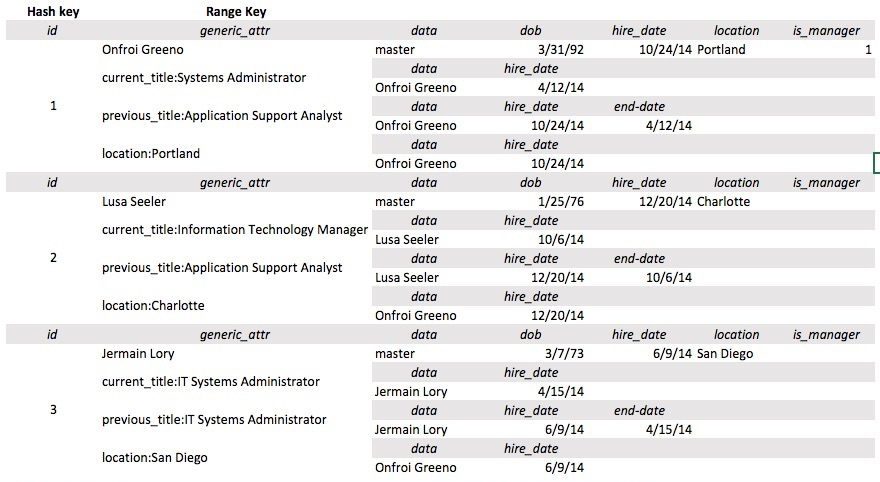 Hash key Range Key
id generic_attr data dob hire_date location is_manager
Onfroi Greeno master 3/31/92 10/24/14 Portland 1
data hire_date
current_title:Systems Administrator
Onfroi Greeno 4/12/14
1
data hire_date end-date
previous_title:Application Support Analyst
Onfroi Greeno 10/24/14 4/12/14
data hire_date
location:Portland
Onfroi Greeno 10/24/14
id generic_attr data dob hire_date location is_manager
Lusa Seeler master 1/25/76 12/20/14 Charlotte
data hire_date
current_title:Information Technology Manager
Lusa Seeler 10/6/14
2
data hire_date end-date
previous_title:Application Support Analyst
Lusa Seeler 12/20/14 10/6/14
data hire_date
location:Charlotte
Onfroi Greeno 12/20/14
id generic_attr data dob hire_date location is_manager
Jermain Lory master 3/7/73 6/9/14 San Diego
data hire_date
current_title:IT Systems Administrator
Jermain Lory 4/15/14
3
data hire_date end-date
previous_title:IT Systems Administrator
Jermain Lory 6/9/14 4/15/14
data hire_date
location:San Diego
Onfroi Greeno 6/9/14